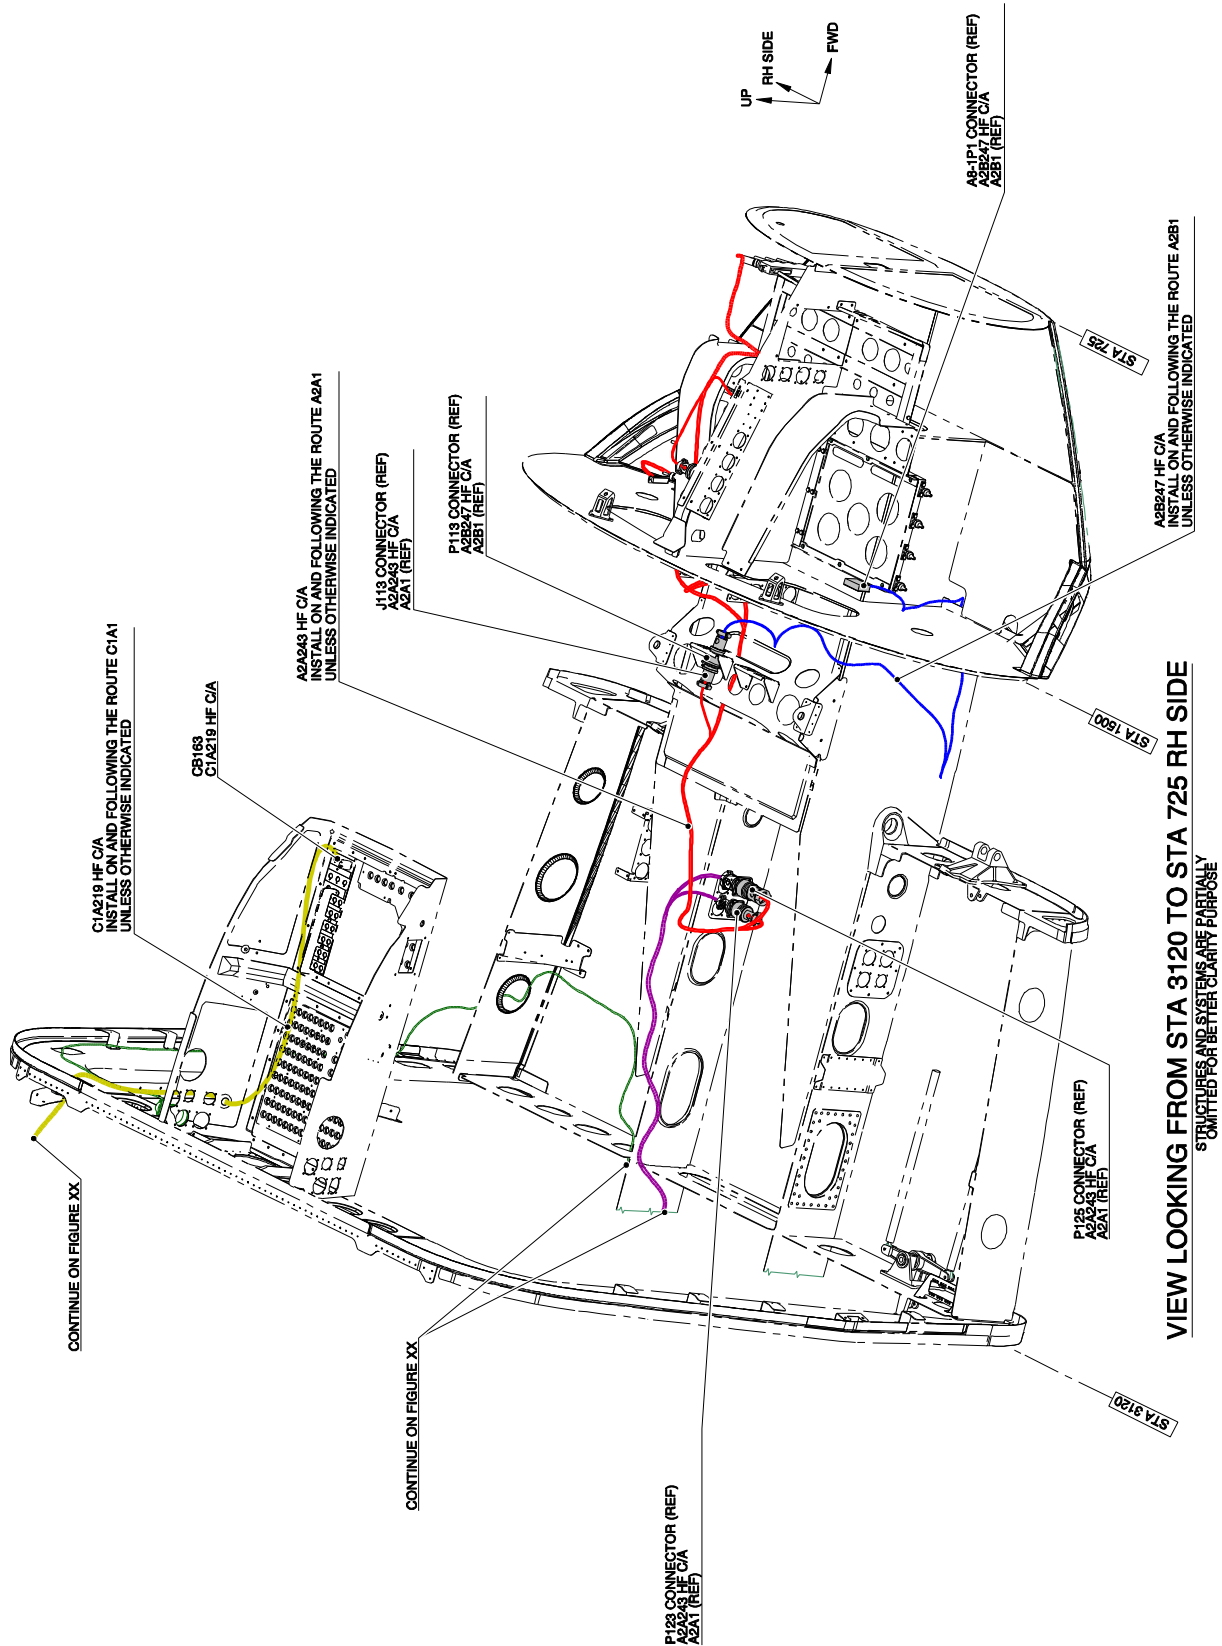 CONTINUE ON FIGURE XX
C1A219 HF C/A
INSTALL ON AND FOLLOWING THE ROUTE C1A1
UNLESS OTHERWISE INDICATED
CB163
C1A219 HF C/A
A2A243 HF C/A
INSTALL ON AND FOLLOWING THE ROUTE A2A1
UNLESS OTHERWISE INDICATED
J113 CONNECTOR (REF)
A2A243 HF C/A
A2A1 (REF)
P113 CONNECTOR (REF)
A2B247 HF C/A
A2B1 (REF)
UP
RH SIDE
FWD
A8-1P1 CONNECTOR (REF)
A2B247 HF C/A
A2B1 (REF)
STA 725
A2B247 HF C/A
INSTALL ON AND FOLLOWING THE ROUTE A2B1
UNLESS OTHERWISE INDICATED
STA 1500
CONTINUE ON FIGURE XX
P123 CONNECTOR (REF)
A2A243 HF C/A
A2A1 (REF)
P125 CONNECTOR (REF)
A2A243 HF C/A
A2A1 (REF)
STA 3120
VIEW LOOKING FROM STA 3120 TO STA 725 RH SIDE
STRUCTURES AND SYSTEMS ARE PARTIALLY
OMITTED FOR BETTER CLARITY PURPOSE